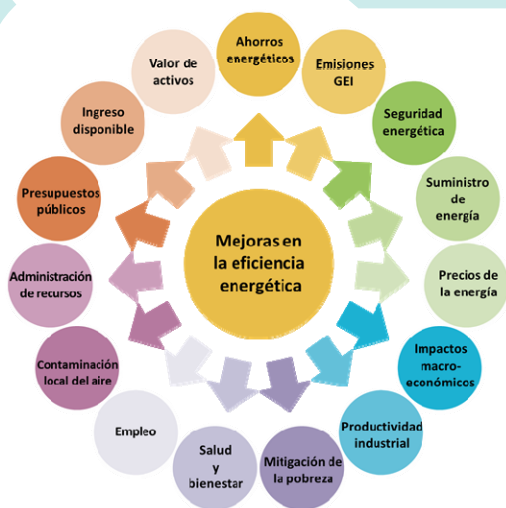 Ahorros
energéticos
Emisiones
GEI
Seguridad
energética
Suministro
de
energía
Precios de
la energía
Impactos
macro-
económicos
Productividad
industrial
Mitigación de
la pobreza
Salud
y
bienestar
Empleo
Contaminación
local del aire
Administración
de recursos
Presupuestos
públicos
Ingreso
disponible
Valor de
activos
Mejoras en
la eficiencia
energética